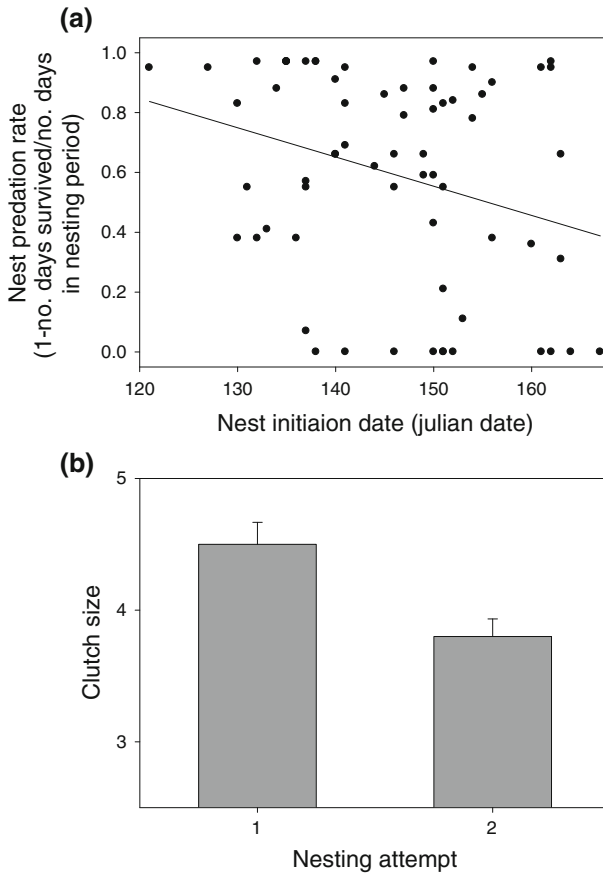 (a)
Nest predation rate
(1-no. days survived/no. days
in nesting period)
1.0
0.8
0.6
0.4
0.2
0.0
120 130 140 150 160
Nest initiaion date (julian date)
(b)
Clutch size
5
4
3
1 2
Nesting attempt